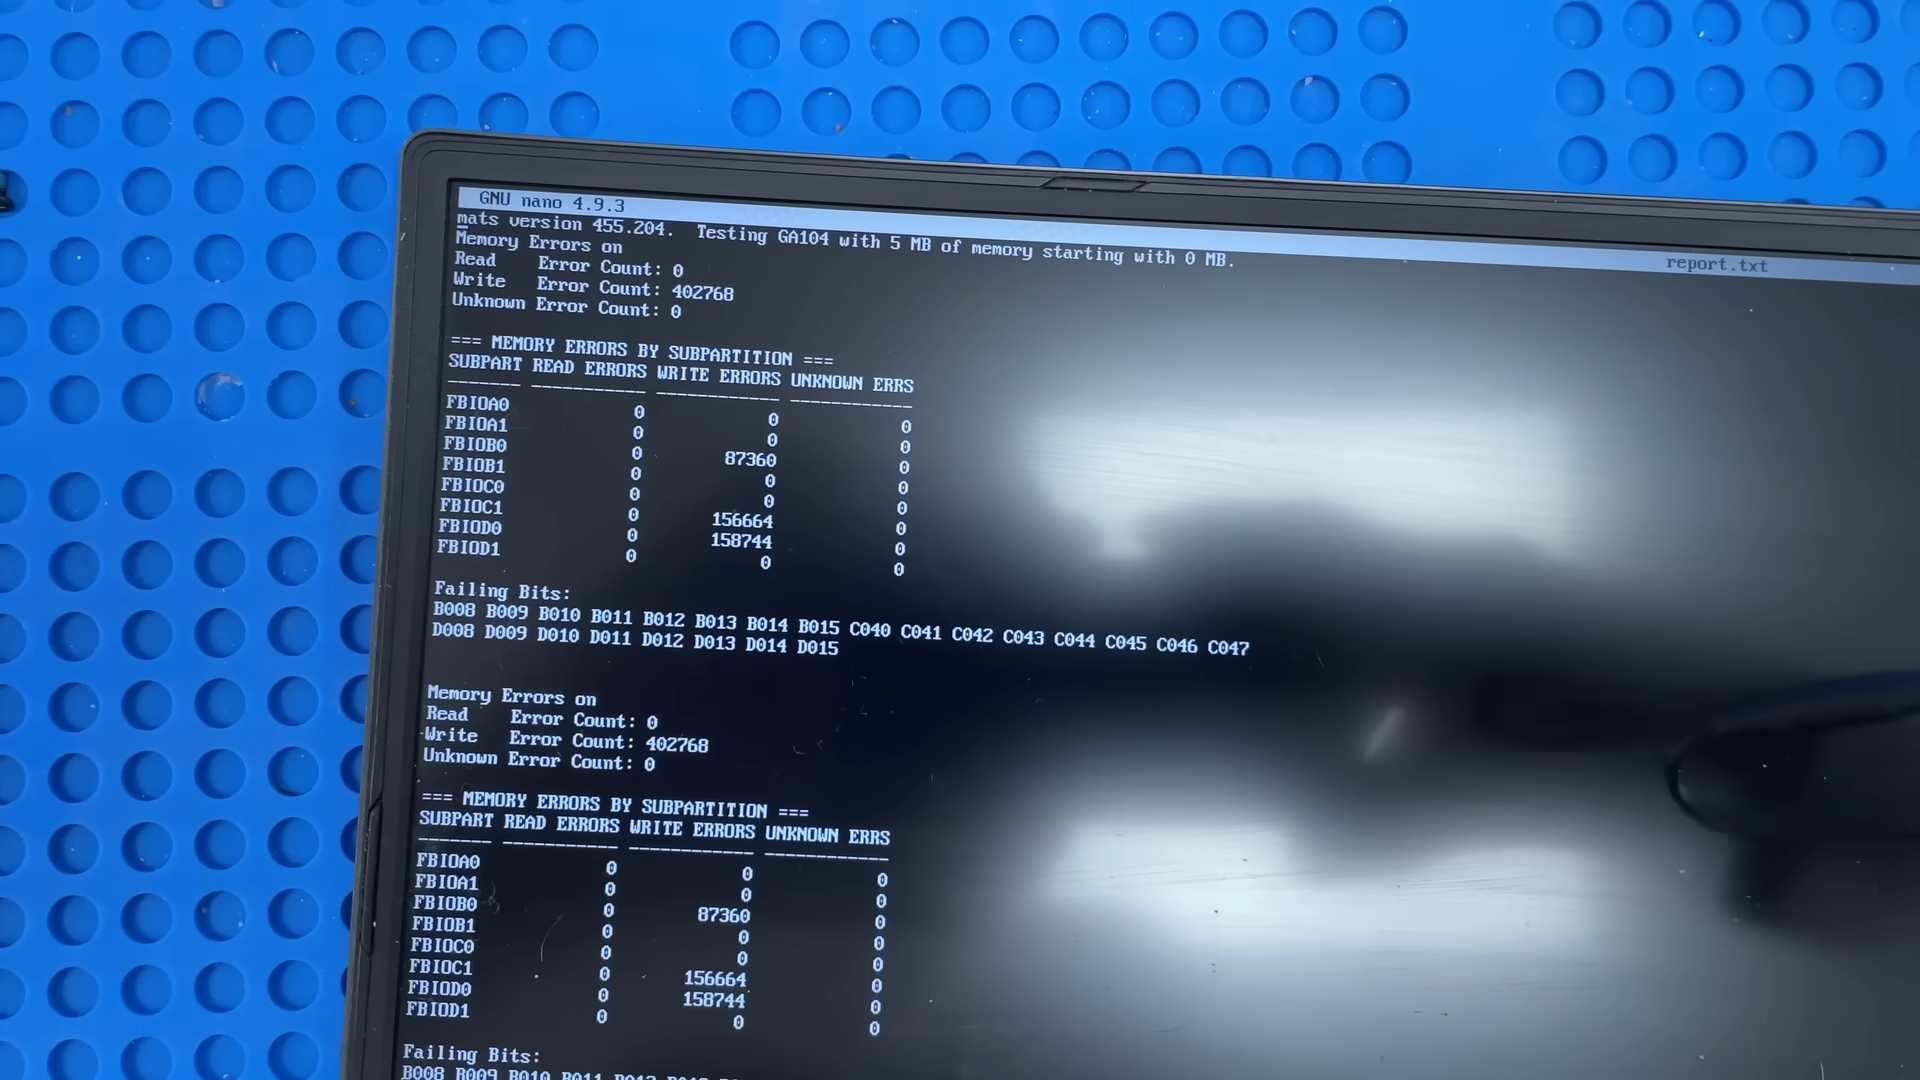 GNU nano 4.9.3 report.txt
mats version 455.204. Testing GA104 with 5 MB of memory starting with 0 MB.
Memory Errors on
Read Error Count: 0
Write Error Count: 402768
Unknown Error Count: 0
=== MEMORY ERRORS BY SUBPARTITION ===
SUBPART READ ERRORS WRITE ERRORS UNKNOWN ERRS
------- ----------- ------------ ------------
FBIOA0 0 0 0
FBIOA1 0 0 0
FBIOB0 0 87360 0
FBIOB1 0 0 0
FBIOC0 0 0 0
FBIOC1 0 156664 0
FBIOD0 0 158744 0
FBIOD1 0 0 0
Failing Bits:
B008 B009 B010 B011 B012 B013 B014 B015 C040 C041 C042 C043 C044 C045 C046 C047
D008 D009 D010 D011 D012 D013 D014 D015
Memory Errors on
Read Error Count: 0
Write Error Count: 402768
Unknown Error Count: 0
=== MEMORY ERRORS BY SUBPARTITION ===
SUBPART READ ERRORS WRITE ERRORS UNKNOWN ERRS
------- ----------- ------------ ------------
FBIOA0 0 0 0
FBIOA1 0 0 0
FBIOB0 0 87360 0
FBIOB1 0 0 0
FBIOC0 0 0 0
FBIOC1 0 156664 0
FBIOD0 0 158744 0
FBIOD1 0 0 0
Failing Bits:
B008 B009 B010 B011